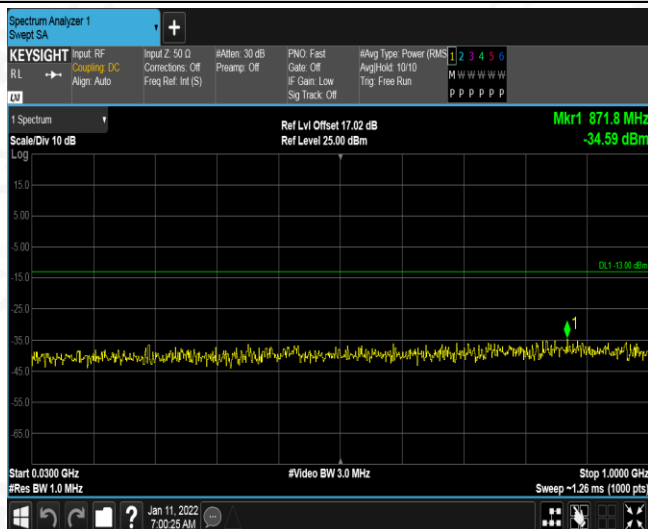 Spectrum Analyzer 1
Swept SA
+
KEYSIGHT Input: RF Input Z: 50 Ω #Atten: 30 dB PNO: Fast #Avg Type: Power (RMS 1 2 3 4 5 6
RL Coupling: DC Corrections: Off Preamp: Off Gate: Off Avg|Hold: 10/10 M W W W W W
Align: Auto Freq Ref: Int (S) IF Gain: Low Trig: Free Run
Sig Track: Off P P P P P P
LXI
1 Spectrum Ref Lvl Offset 17.02 dB Mkr1 871.8 MHz
Scale/Div 10 dB Ref Level 25.00 dBm -34.59 dBm
Log
15.0
5.00
-5.00
DL1 -13.00 dBm
-15.0
-25.0
1
-35.0
-45.0
-55.0
-65.0
Start 0.0300 GHz #Video BW 3.0 MHz Stop 1.0000 GHz
#Res BW 1.0 MHz Sweep ~1.26 ms (1000 pts)
? Jan 11, 2022
7:00:25 AM